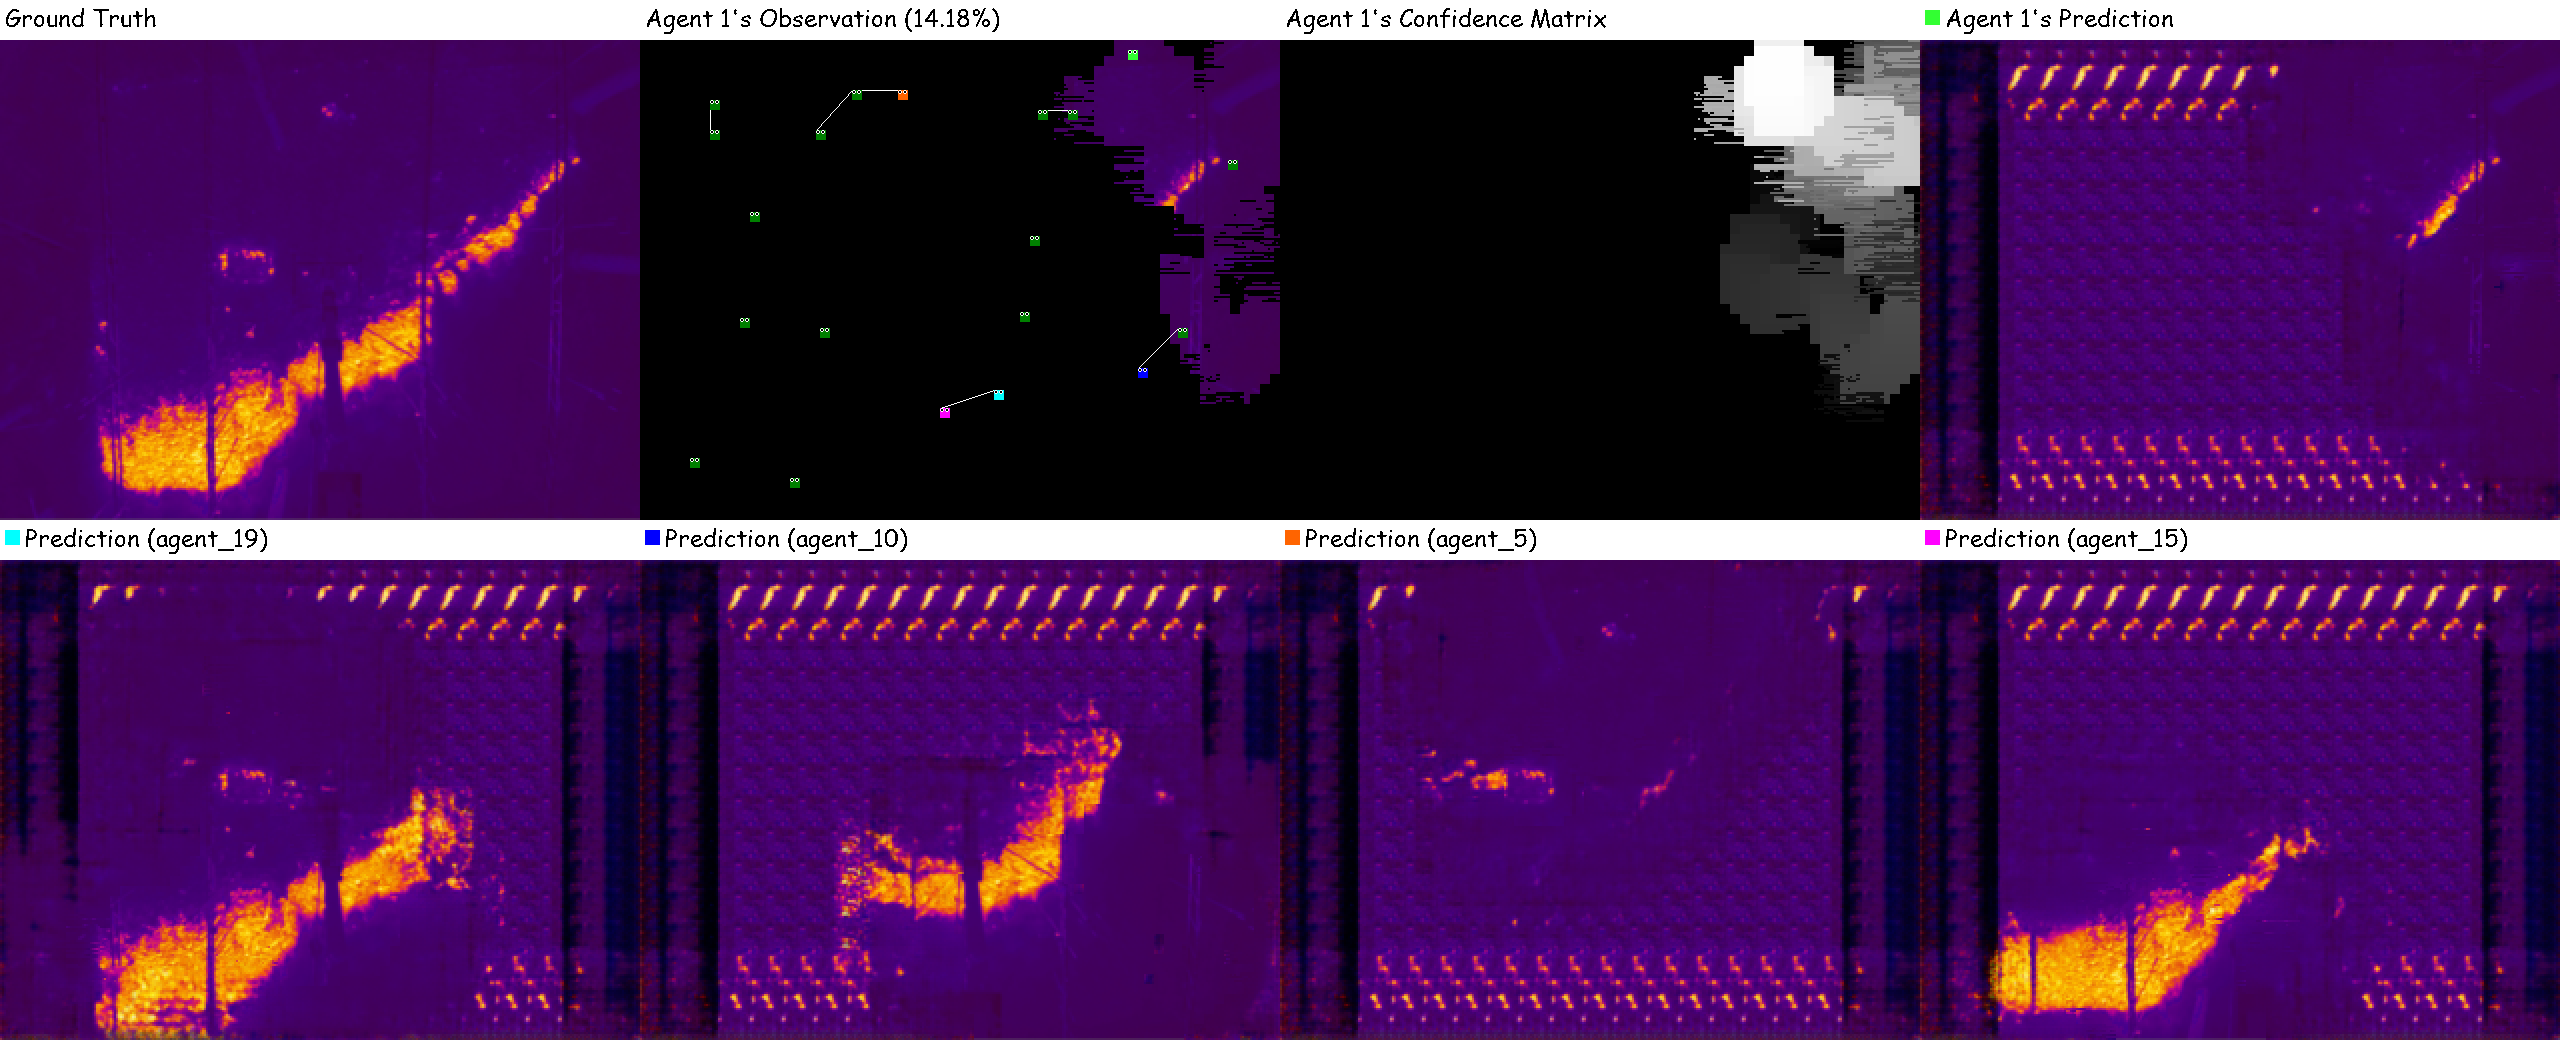 Ground Truth
Agent 1's Observation (14.18%)
Agent 1's Confidence Matrix
Agent 1's Prediction
Prediction (agent_19)
Prediction (agent_10)
Prediction (agent_5)
Prediction (agent_15)